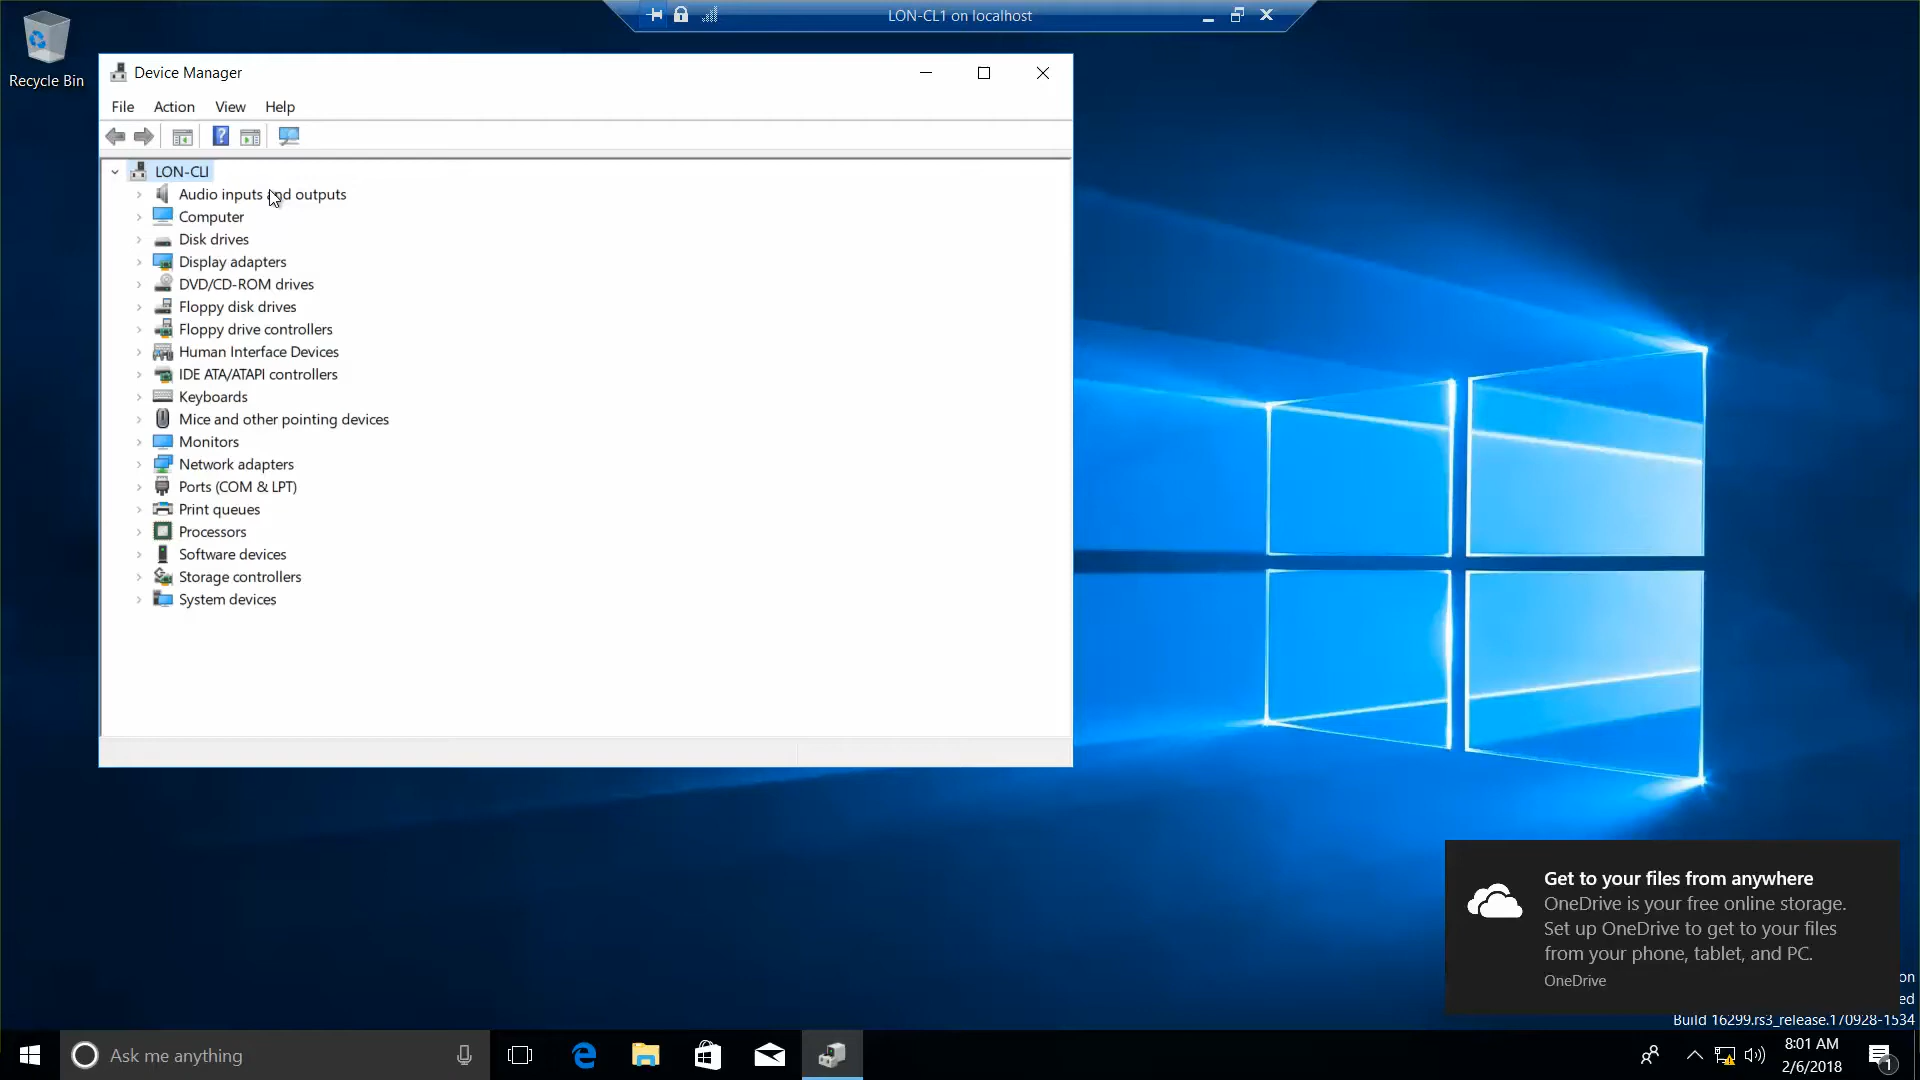 LON-CL1 on localhost
Recycle Bin
Device Manager
File Action View Help
LON-CLI
Audio inputs and outputs
Computer
Disk drives
Display adapters
DVD/CD-ROM drives
Floppy disk drives
Floppy drive controllers
Human Interface Devices
IDE ATA/ATAPI controllers
Keyboards
Mice and other pointing devices
Monitors
Network adapters
Ports (COM & LPT)
Print queues
Processors
Software devices
Storage controllers
System devices
Get to your files from anywhere
OneDrive is your free online storage.
Set up OneDrive to get to your files
from your phone, tablet, and PC.
OneDrive
on
ed
Build 16299.rs3_release.170928-1534
Ask me anything
8:01 AM
2/6/2018
1